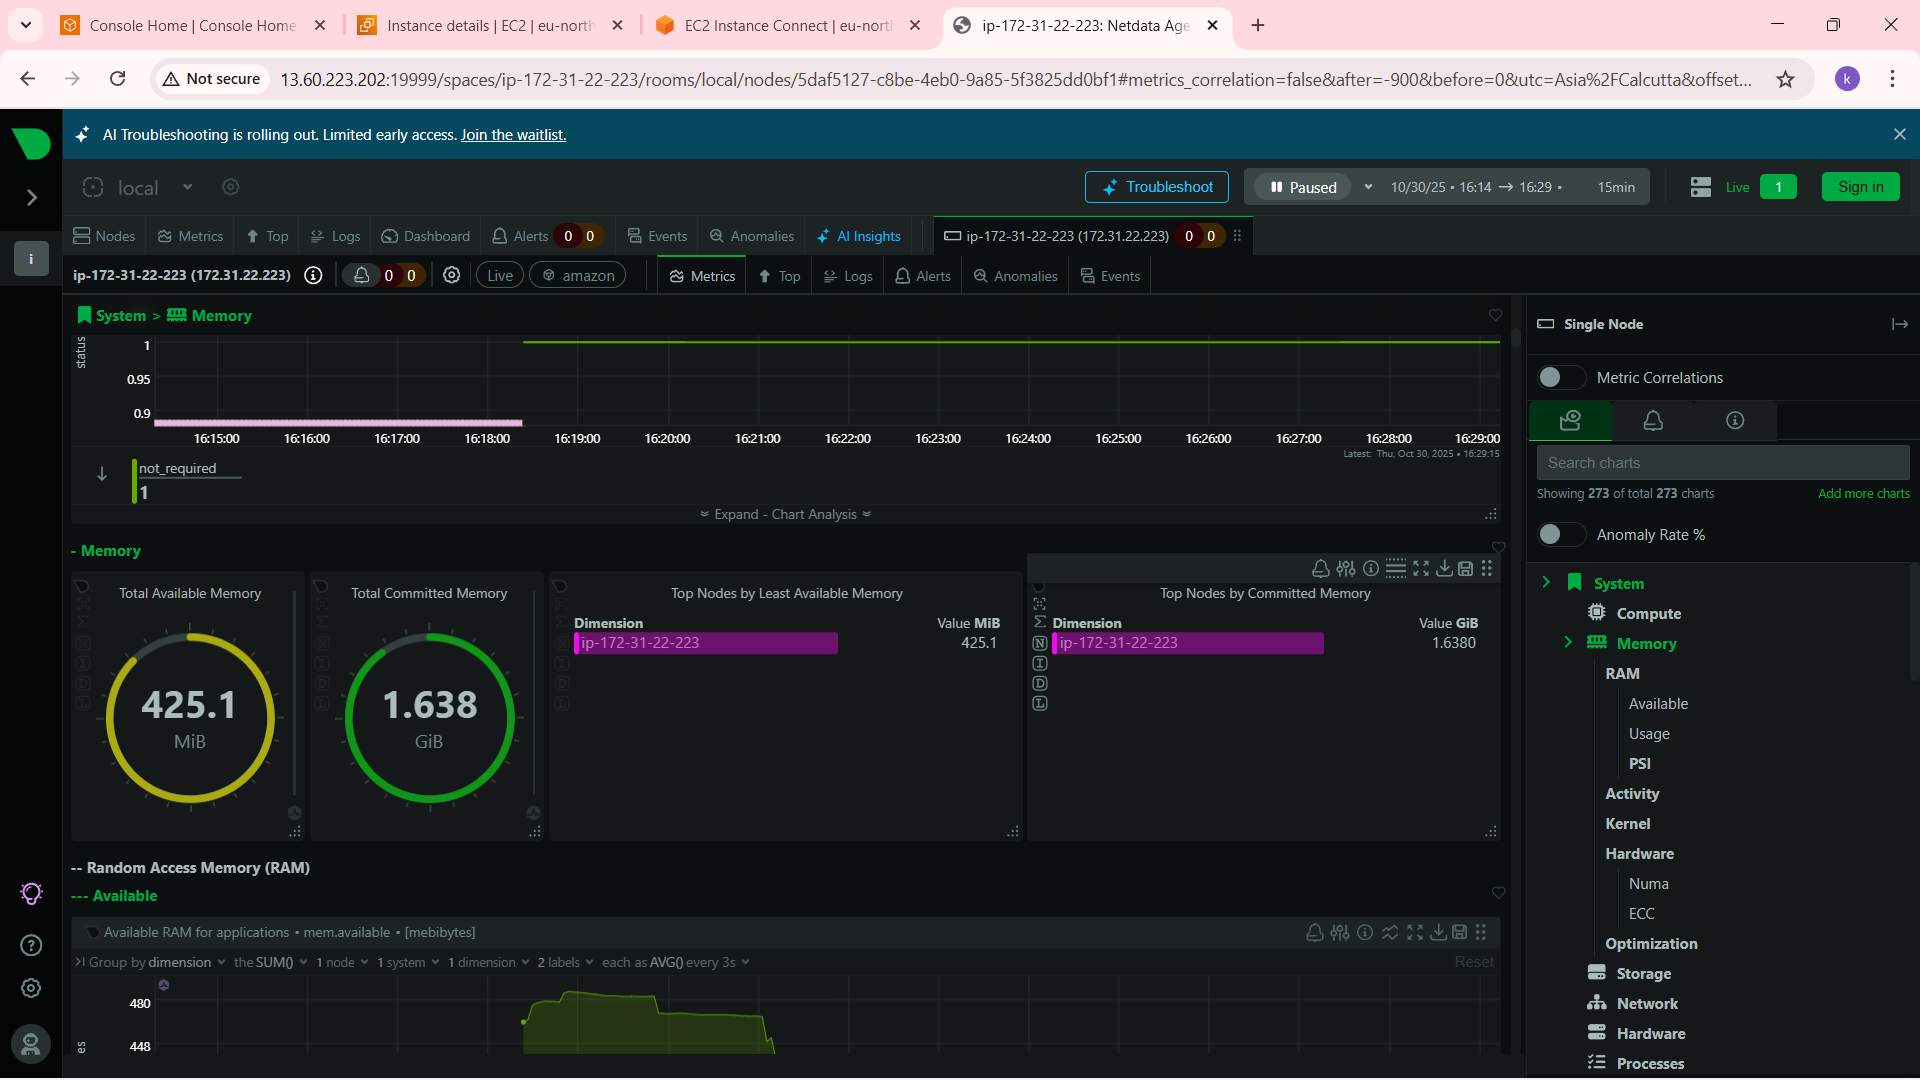 Console Home | Console Home
Instance details | EC2 | eu-north
EC2 Instance Connect | eu-nort
ip-172-31-22-223: Netdata Age
Not secure
13.60.223.202:19999/spaces/ip-172-31-22-223/rooms/local/nodes/5daf5127-c8be-4eb0-9a85-5f3825dd0bf1#metrics_correlation=false&after=-900&before=0&utc=Asia%2FCalcutta&offset...
k
AI Troubleshooting is rolling out. Limited early access. Join the waitlist.
local
Troubleshoot
Paused
10/30/25 • 16:14 → 16:29 •
15min
Live
1
Sign in
Nodes
Metrics
Top
Logs
Dashboard
Alerts 0 0
Events
Anomalies
AI Insights
ip-172-31-22-223 (172.31.22.223) 0 0
i
ip-172-31-22-223 (172.31.22.223)
0 0
Live
amazon
Metrics
Top
Logs
Alerts
Anomalies
Events
System > Memory
status
1
0.95
0.9
16:15:00 16:16:00 16:17:00 16:18:00 16:19:00 16:20:00 16:21:00 16:22:00 16:23:00 16:24:00 16:25:00 16:26:00 16:27:00 16:28:00 16:29:00
Latest: Thu, Oct 30, 2025 • 16:29:15
not_required
1
Expand - Chart Analysis
- Memory
Total Available Memory
425.1
MiB
Total Committed Memory
1.638
GiB
Top Nodes by Least Available Memory
Dimension Value MiB
ip-172-31-22-223 425.1
Top Nodes by Committed Memory
Dimension Value GiB
ip-172-31-22-223 1.6380
N
I
D
L
-- Random Access Memory (RAM)
--- Available
Available RAM for applications • mem.available • [mebibytes]
Group by dimension the SUM() 1 node 1 system 1 dimension 2 labels each as AVG() every 3s
Reset
480
448
es
Single Node
Metric Correlations
Search charts
Showing 273 of total 273 charts
Add more charts
Anomaly Rate %
System
Compute
Memory
RAM
Available
Usage
PSI
Activity
Kernel
Hardware
Numa
ECC
Optimization
Storage
Network
Hardware
Processes